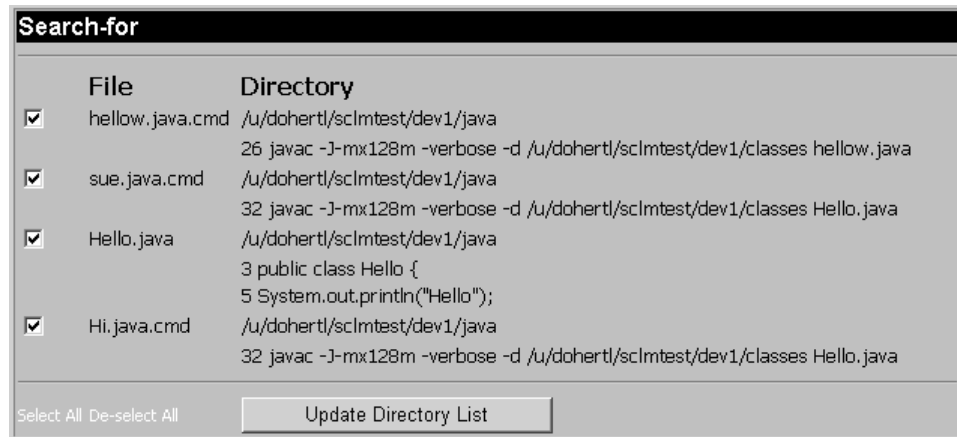 Search-for
File Directory
hellow.java.cmd /u/dohertl/sclmtest/dev1/java
26 javac -J-mx128m -verbose -d /u/dohertl/sclmtest/dev1/classes hellow.java
sue.java.cmd /u/dohertl/sclmtest/dev1/java
32 javac -J-mx128m -verbose -d /u/dohertl/sclmtest/dev1/classes Hello.java
Hello.java /u/dohertl/sclmtest/dev1/java
3 public class Hello {
5 System.out.println("Hello");
Hi.java.cmd /u/dohertl/sclmtest/dev1/java
32 javac -J-mx128m -verbose -d /u/dohertl/sclmtest/dev1/classes Hello.java
Select All De-select All Update Directory List